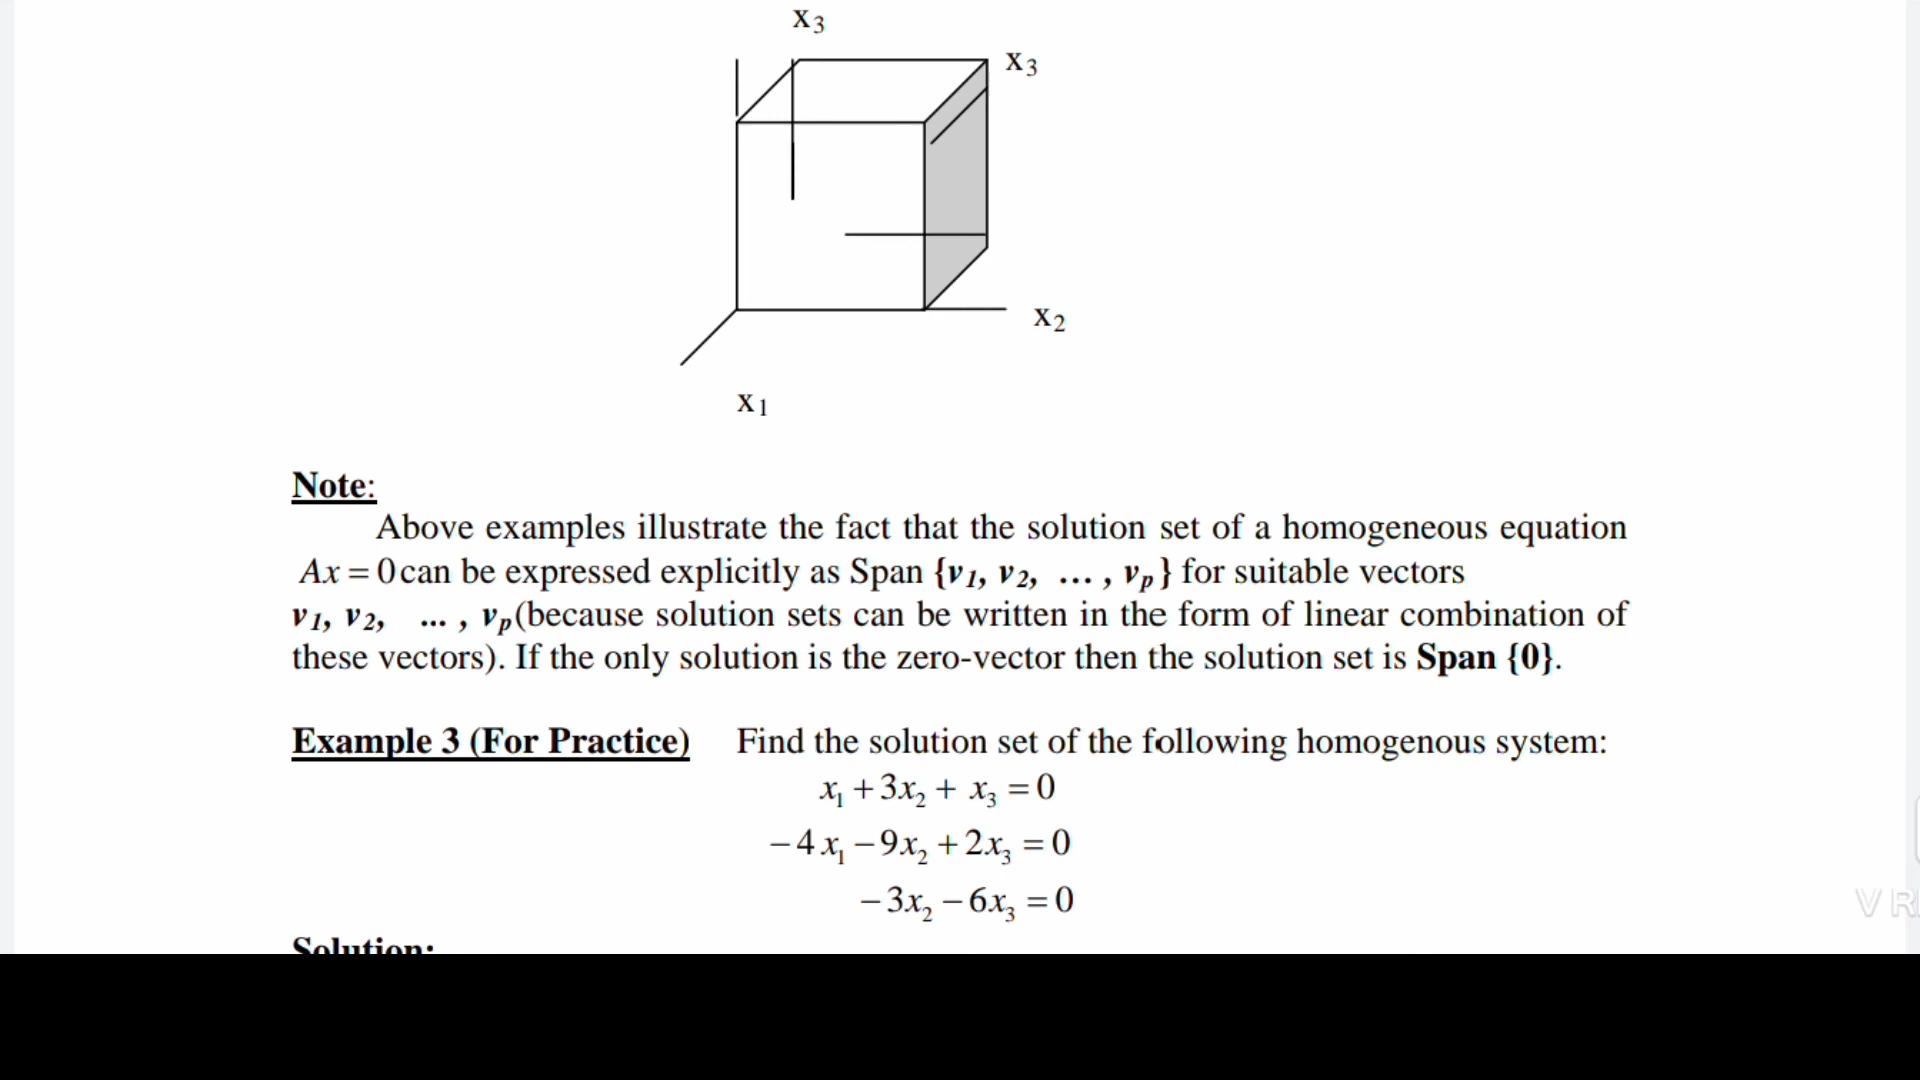 x3
x3
x2
x1
Note:
Above examples illustrate the fact that the solution set of a homogeneous equation
Ax = 0can be expressed explicitly as Span {v1, v2, … , vp} for suitable vectors
v1, v2, … , vp(because solution sets can be written in the form of linear combination of
these vectors). If the only solution is the zero-vector then the solution set is Span {0}.
Example 3 (For Practice) Find the solution set of the following homogenous system:
x1 + 3x2 + x3 = 0
−4x1 − 9x2 + 2x3 = 0
−3x2 − 6x3 = 0
Solution: